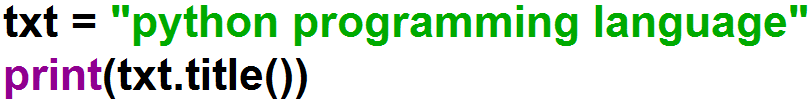 txt = "python programming language"
print(txt.title())